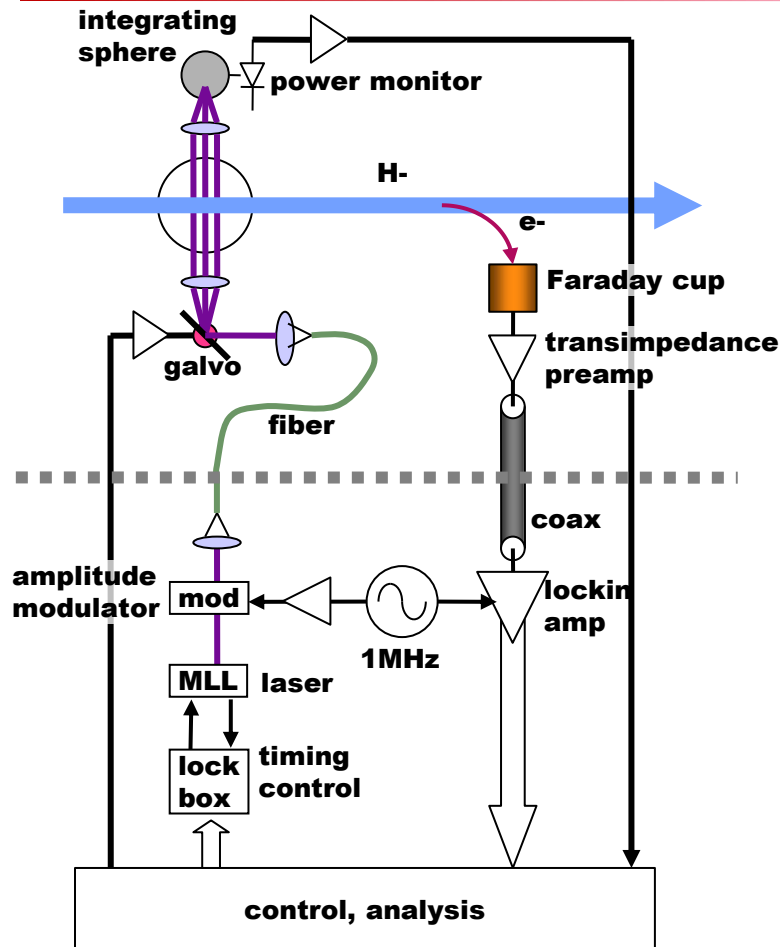 integrating
sphere
power monitor
H-
e-
Faraday cup
transimpedance
preamp
galvo
fiber
coax
amplitude
modulator
mod
lockin
amp
1MHz
MLL
laser
lock
box
timing
control
control, analysis